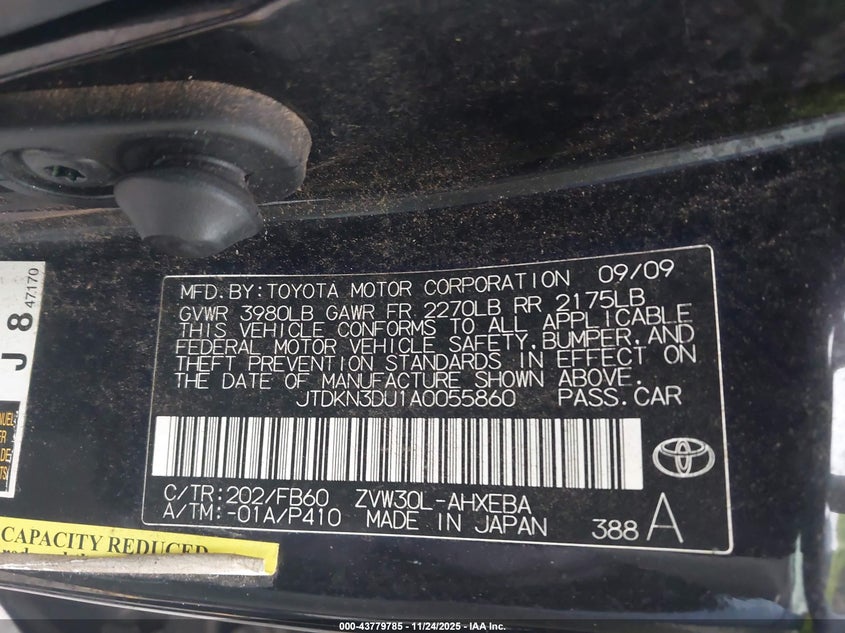 MFD. BY: TOYOTA MOTOR CORPORATION 09/09
GVWR 3980LB GAWR FR 2270LB RR 2175LB
THIS VEHICLE CONFORMS TO ALL APPLICABLE
FEDERAL MOTOR VEHICLE SAFETY, BUMPER, AND
THEFT PREVENTION STANDARDS IN EFFECT ON
THE DATE OF MANUFACTURE SHOWN ABOVE.
JTDKN3DU1A0055860 PASS. CAR
C/TR: 202/FB60 ZVW30L-AHXEBA
A/TM: -01A/P410 MADE IN JAPAN 388 A
J 8
47170
CAPACITY REDUCED
000-43779785 - 11/24/2025 - IAA Inc.